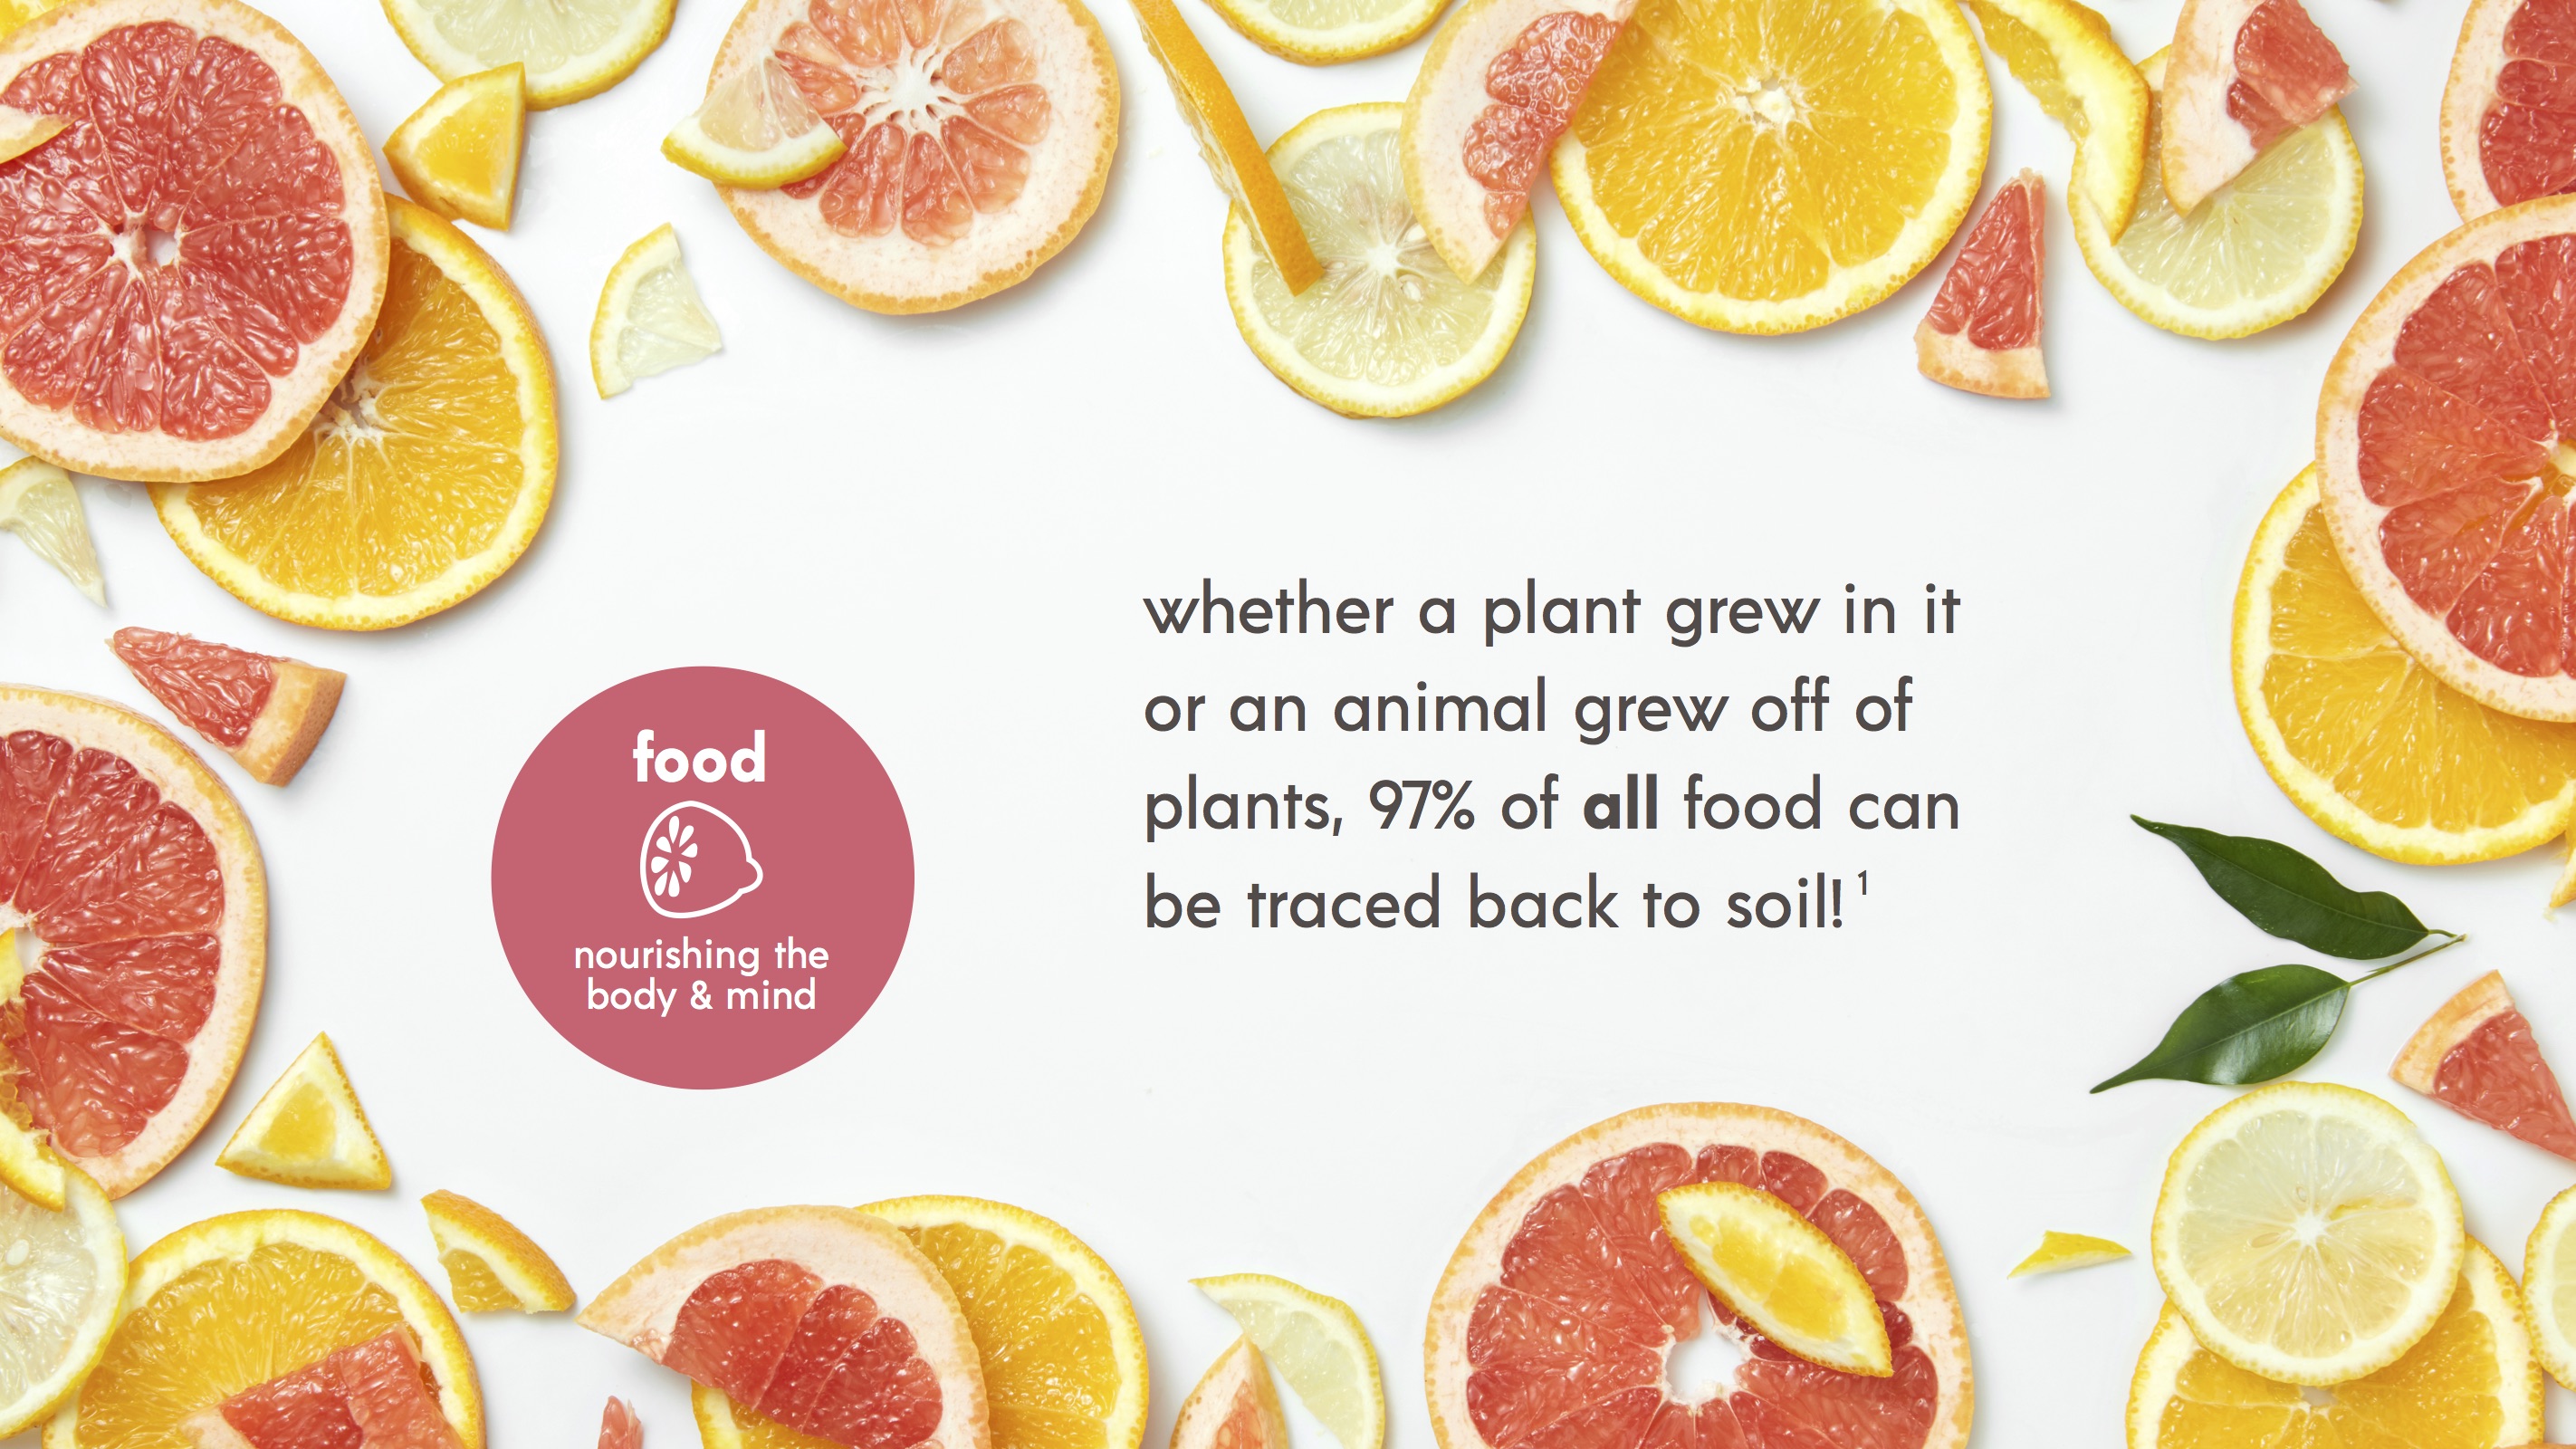 food
nourishing the
body & mind
whether a plant grew in it
or an animal grew off of
plants, 97% of all food can
be traced back to soil! 1